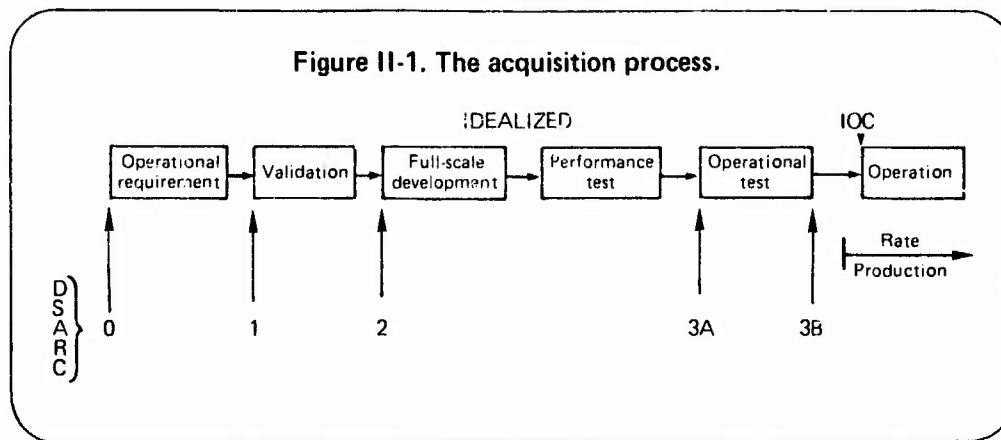 Figure II-1. The acquisition process.
IDEALIZED
IOC
Operational
requirement
Validation
Full-scale
development
Performance
test
Operational
test
Operation
Rate
Production
D
S
A
R
C
0
1
2
3A
3B